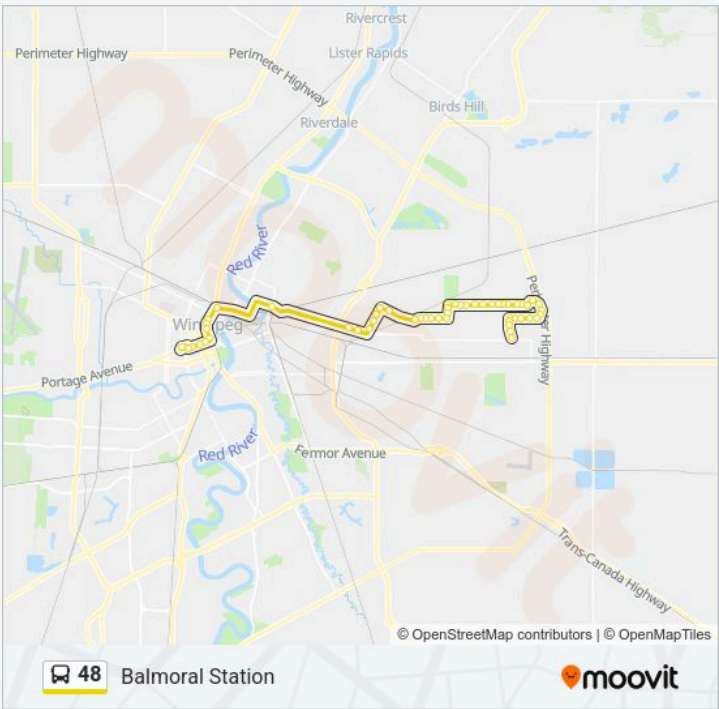 Rivercrest
Perimeter Highway
Perimeter Highway
Lister Rapids
Birds Hill
Riverdale
Red River
Perimeter Highway
Winnipeg
Portage Avenue
Red River
Fermor Avenue
Trans-Canada Highway
moovit
© OpenStreetMap contributors | © OpenMapTiles
48 Balmoral Station
moovit